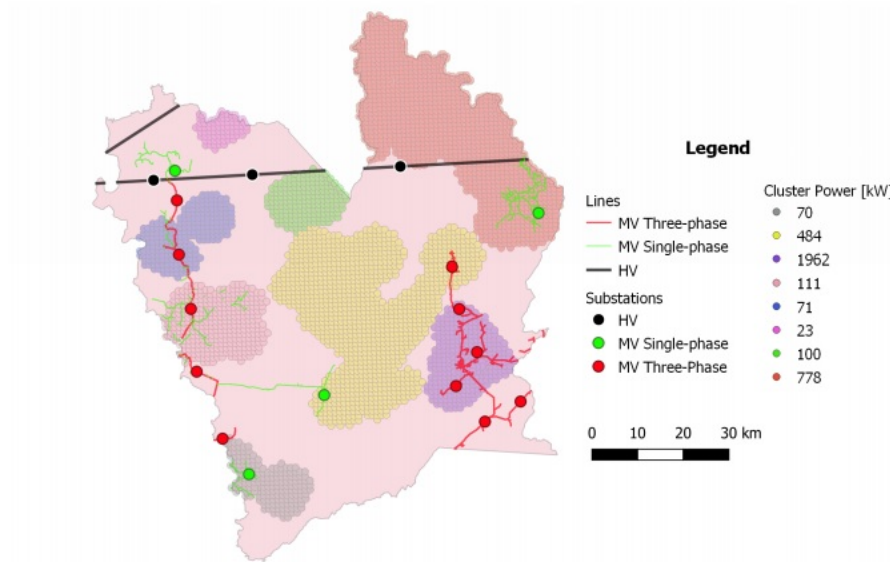 Legend
Lines
MV Three-phase
MV Single-phase
HV
Substations
HV
MV Single-phase
MV Three-Phase
0 10 20 30 km
Cluster Power [kW]
70
484
1962
111
71
23
100
778